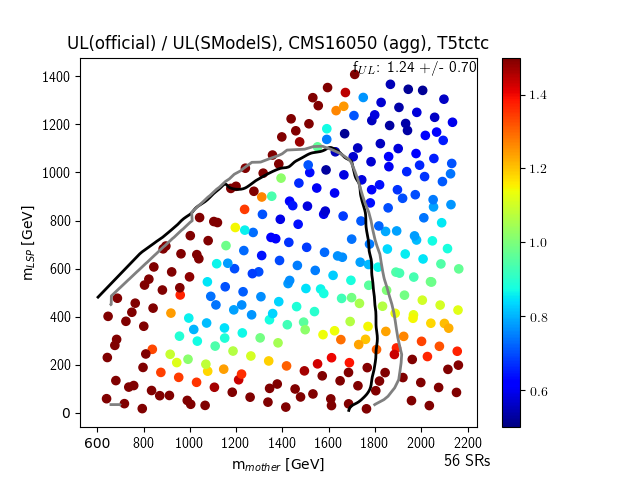 UL(official) / UL(SModelS), CMS16050 (agg), T5tctc
f_UL: 1.24 +/- 0.70
1400
1200
1000
800
600
400
200
0
m_LSP [GeV]
600 800 1000 1200 1400 1600 1800 2000 2200
m_mother [GeV]
56 SRs
1.4
1.2
1.0
0.8
0.6